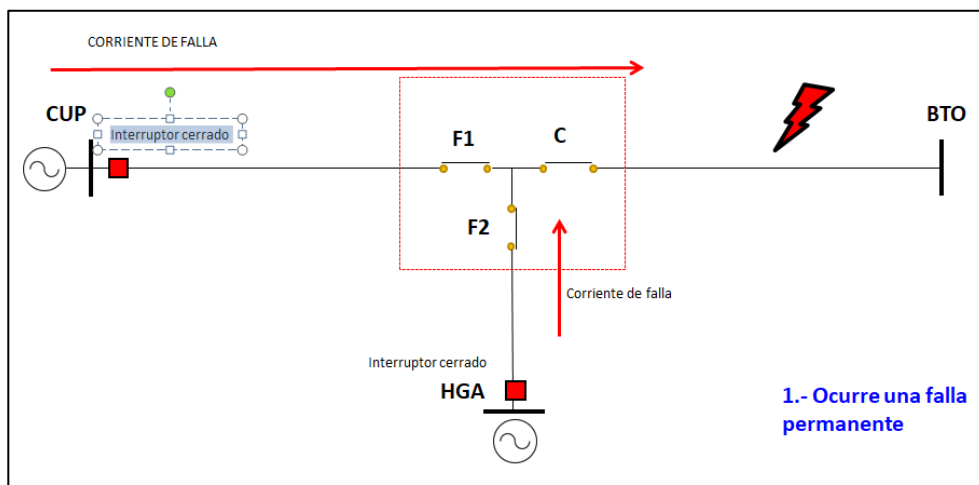 CORRIENTE DE FALLA
CUP
Interruptor cerrado
F1
C
BTO
F2
Corriente de falla
Interruptor cerrado
HGA
1.- Ocurre una falla
permanente